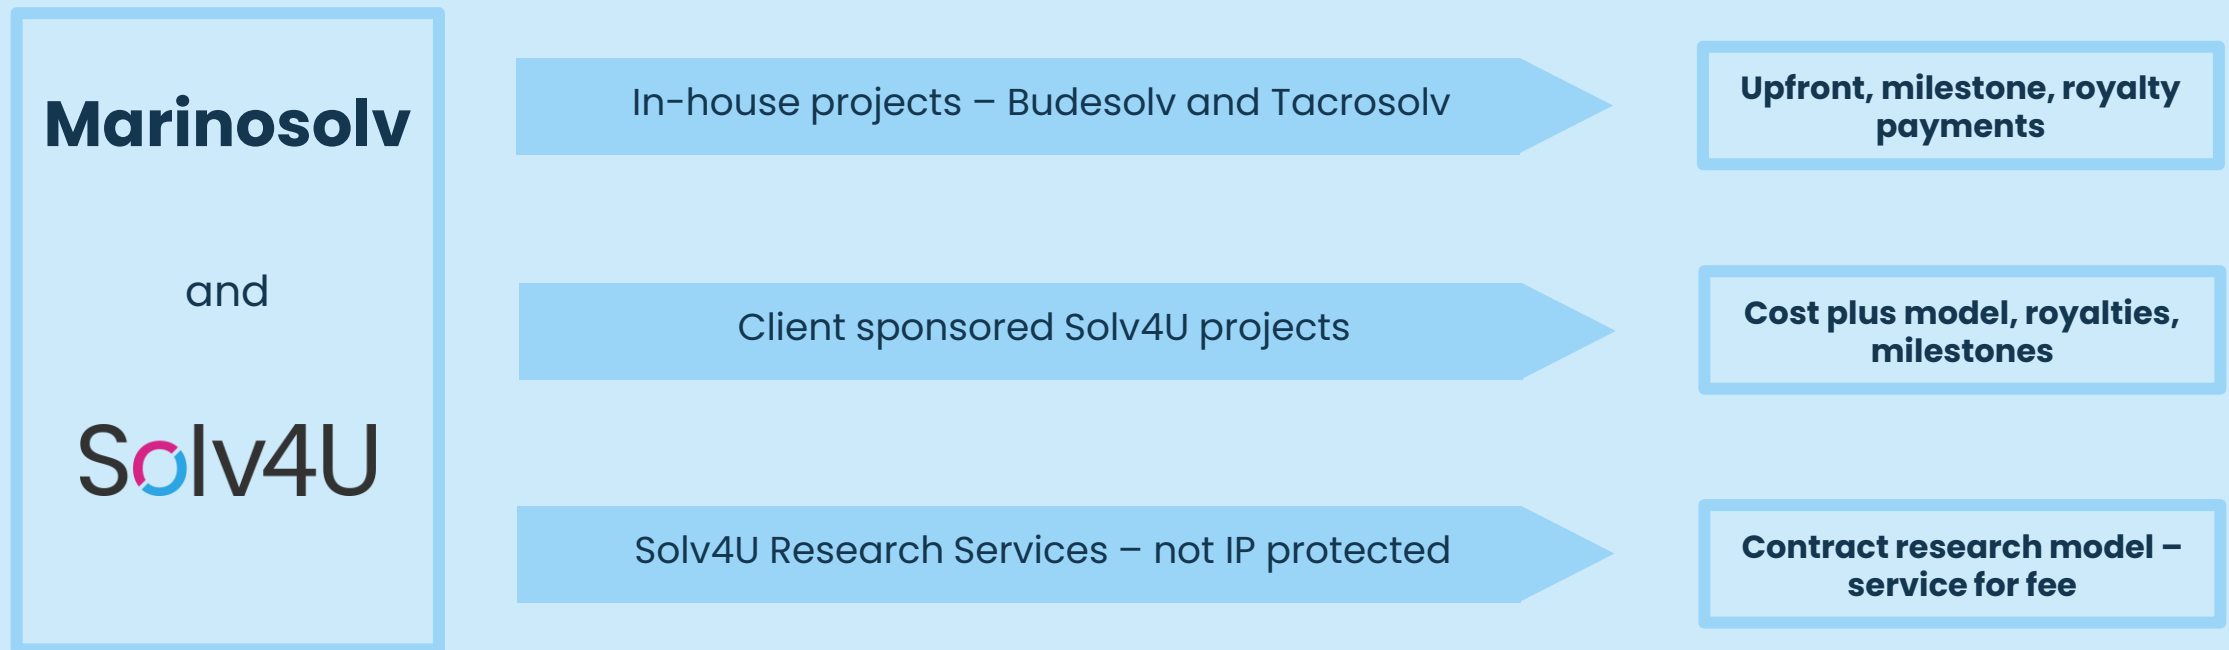 Marinosolv
and
Solv4U
In-house projects – Budesolv and Tacrosolv
Upfront, milestone, royalty
payments
Client sponsored Solv4U projects
Cost plus model, royalties,
milestones
Solv4U Research Services – not IP protected
Contract research model –
service for fee